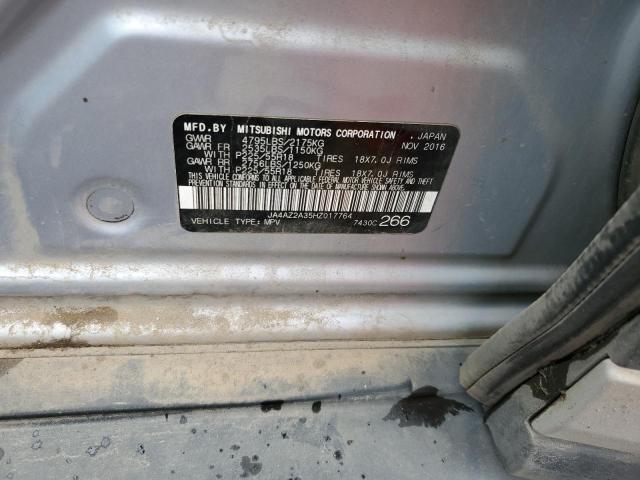 MFD.BY MITSUBISHI MOTORS CORPORATION . JAPAN
GVWR 4795LBS/2175KG NOV 2016
GAWR FR 2535LBS/1150KG
WITH P225/55R18 TIRES 18X7.0J RIMS
GAWR RR 2756LBS/1250KG
WITH P225/55R18 TIRES 18X7.0J RIMS
THIS VEHICLE CONFORMS TO ALL APPLICABLE
FEDERAL MOTOR VEHICLE SAFETY, BUMPER AND THEFT
PREVENTION STANDARDS IN EFFECT ON THE DATE OF MANUFACTURE
JA4AZ2A35HZ017764
VEHICLE TYPE: MPV 7430C 266